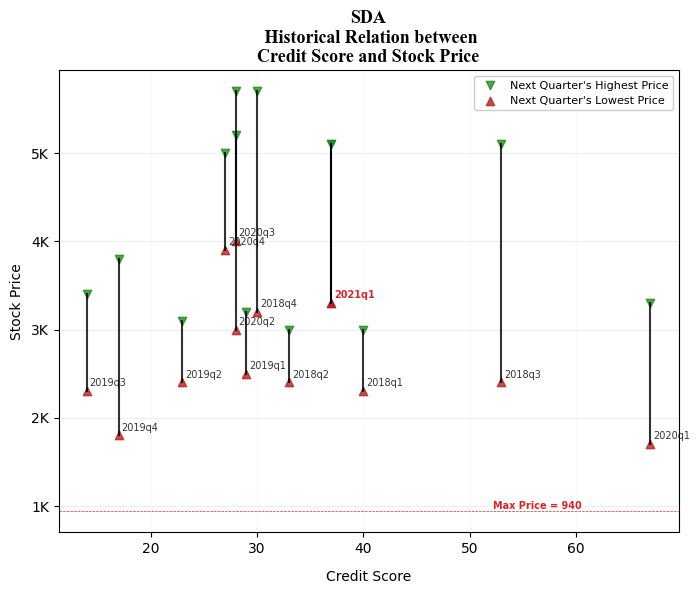 SDA
Historical Relation between
Credit Score and Stock Price
Next Quarter's Highest Price
Next Quarter's Lowest Price
5K
4K
3K
2K
1K
Stock Price
2020q3
2020q4
2021q1
2018q4
2020q2
2019q1
2019q3
2019q2
2018q2
2018q1
2018q3
2019q4
2020q1
Max Price = 940
20
30
40
50
60
Credit Score